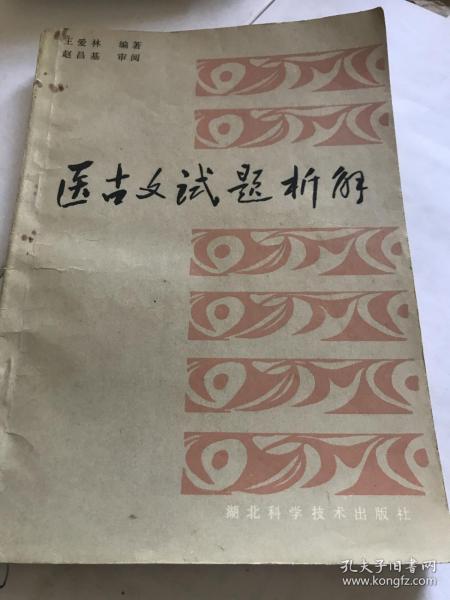 王爱林 编著
赵昌基 审阅
医古文试题析解
湖北科学技术出版社
孔夫子旧书网
www.kongfz.com